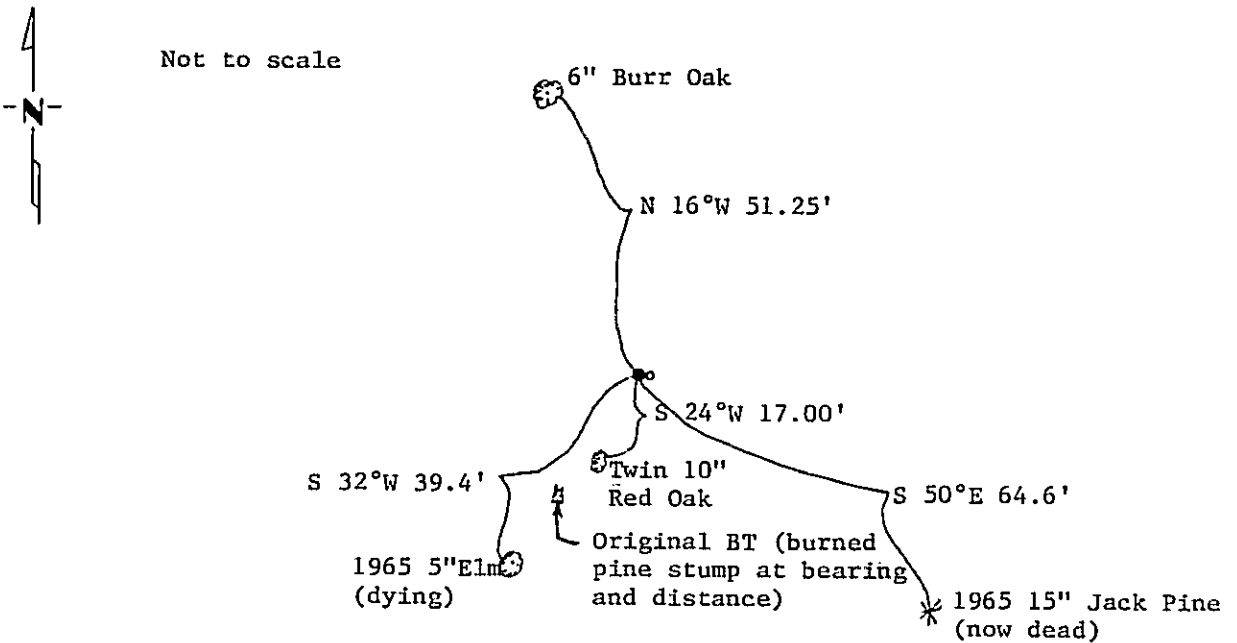 Not to scale
6" Burr Oak
-N-
N 16°W 51.25'
S 24°W 17.00'
S 32°W 39.4'
Twin 10"
Red Oak
S 50°E 64.6'
Original BT (burned
pine stump at bearing
and distance)
1965 5"Elm
(dying)
1965 15" Jack Pine
(now dead)